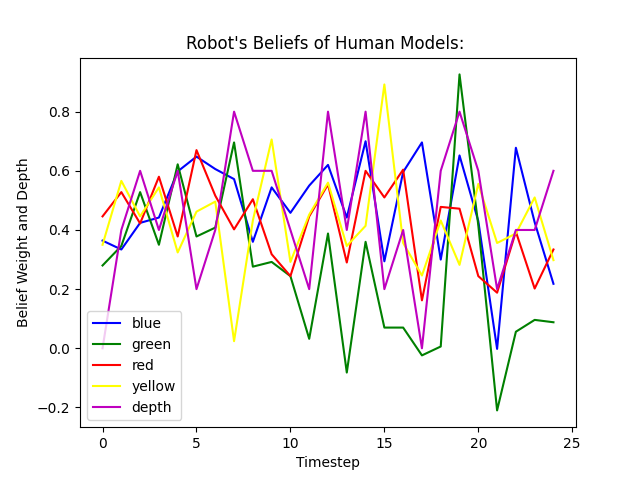 Robot's Beliefs of Human Models:
Belief Weight and Depth
0.8
0.6
0.4
0.2
0.0
−0.2
blue
green
red
yellow
depth
0 5 10 15 20 25
Timestep